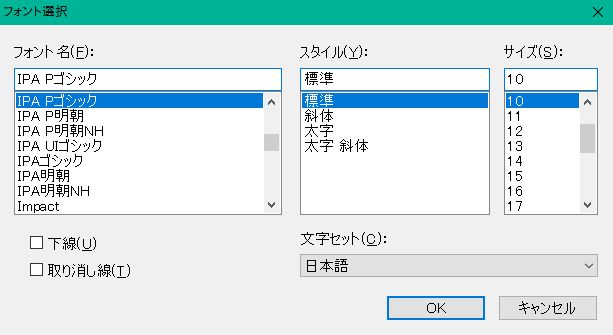 フォント選択
フォント名(F):
IPA Pゴシック
IPA Pゴシック
IPA P明朝
IPA P明朝NH
IPA UIゴシック
IPAゴシック
IPA明朝
IPA明朝NH
Impact
スタイル(Y):
標準
標準
斜体
太字
太字 斜体
サイズ(S):
10
10
11
12
13
14
15
16
17
下線(U)
取り消し線(T)
文字セット(C):
日本語
OK
キャンセル